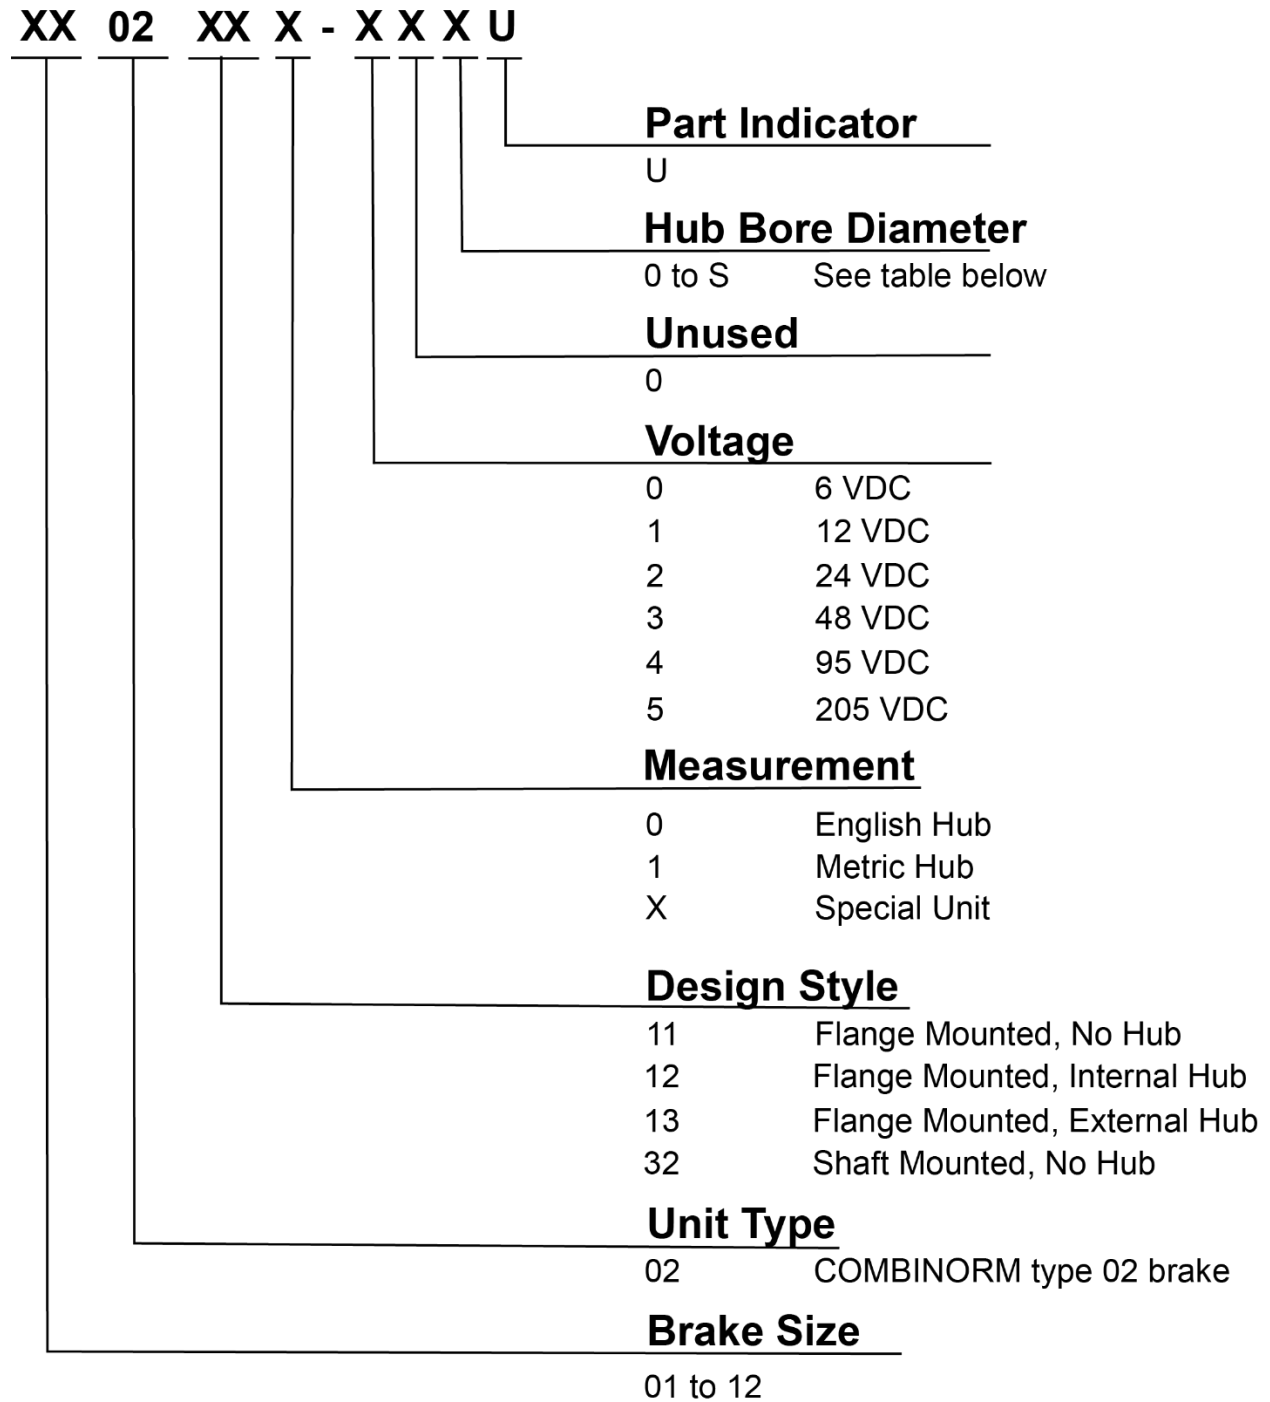 XX 02 XX X - X X X U
Part Indicator
U
Hub Bore Diameter
0 to S See table below
Unused
0
Voltage
0 6 VDC
1 12 VDC
2 24 VDC
3 48 VDC
4 95 VDC
5 205 VDC
Measurement
0 English Hub
1 Metric Hub
X Special Unit
Design Style
11 Flange Mounted, No Hub
12 Flange Mounted, Internal Hub
13 Flange Mounted, External Hub
32 Shaft Mounted, No Hub
Unit Type
02 COMBINORM type 02 brake
Brake Size
01 to 12